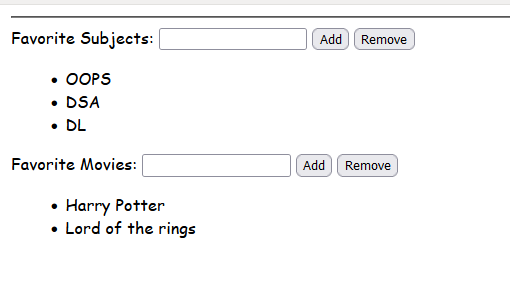 Favorite Subjects: Add Remove
OOPS
DSA
DL
Favorite Movies: Add Remove
Harry Potter
Lord of the rings